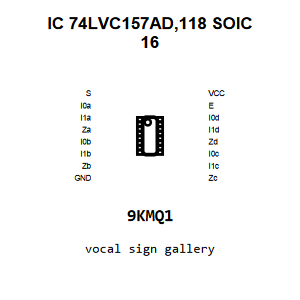 IC 74LVC157AD,118 SOIC
16
S VCC
I0a E
I1a I0d
Za I1d
I0b Zd
I1b I0c
Zb I1c
GND Zc
9KMQ1
vocal sign gallery